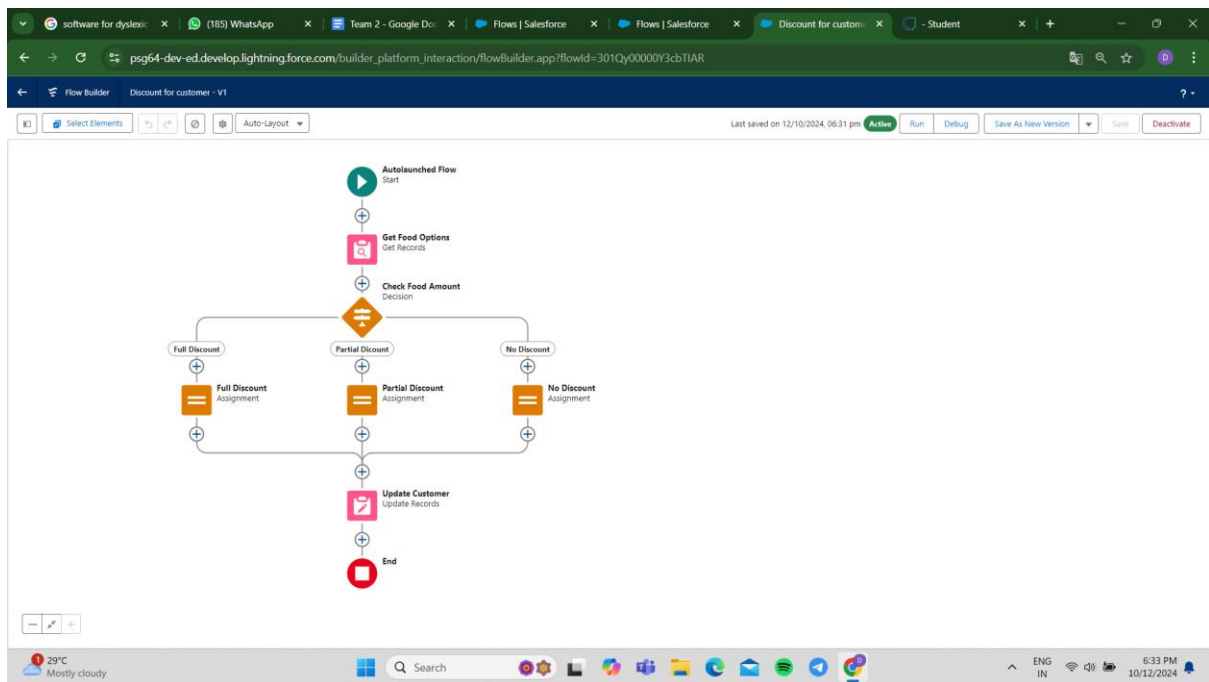 software for dyslexic
(185) WhatsApp
Team 2 - Google Doc
Flows | Salesforce
Flows | Salesforce
Discount for custome
- Student
psg64-dev-ed.develop.lightning.force.com/builder_platform_interaction/flowBuilder.app?flowId=301Qy00000Y3cbTIAR
D
Flow Builder
Discount for customer - V1
?
Select Elements
Auto-Layout
Last saved on 12/10/2024, 06:31 pm
Active
Run
Debug
Save As New Version
Save
Deactivate
Autolaunched Flow
Start
Get Food Options
Get Records
Check Food Amount
Decision
Full Discount
Partial Dicount
No Discount
Full Discount
Assignment
Partial Discount
Assignment
No Discount
Assignment
Update Customer
Update Records
End
1
29°C
Mostly cloudy
Search
ENG
IN
6:33 PM
10/12/2024